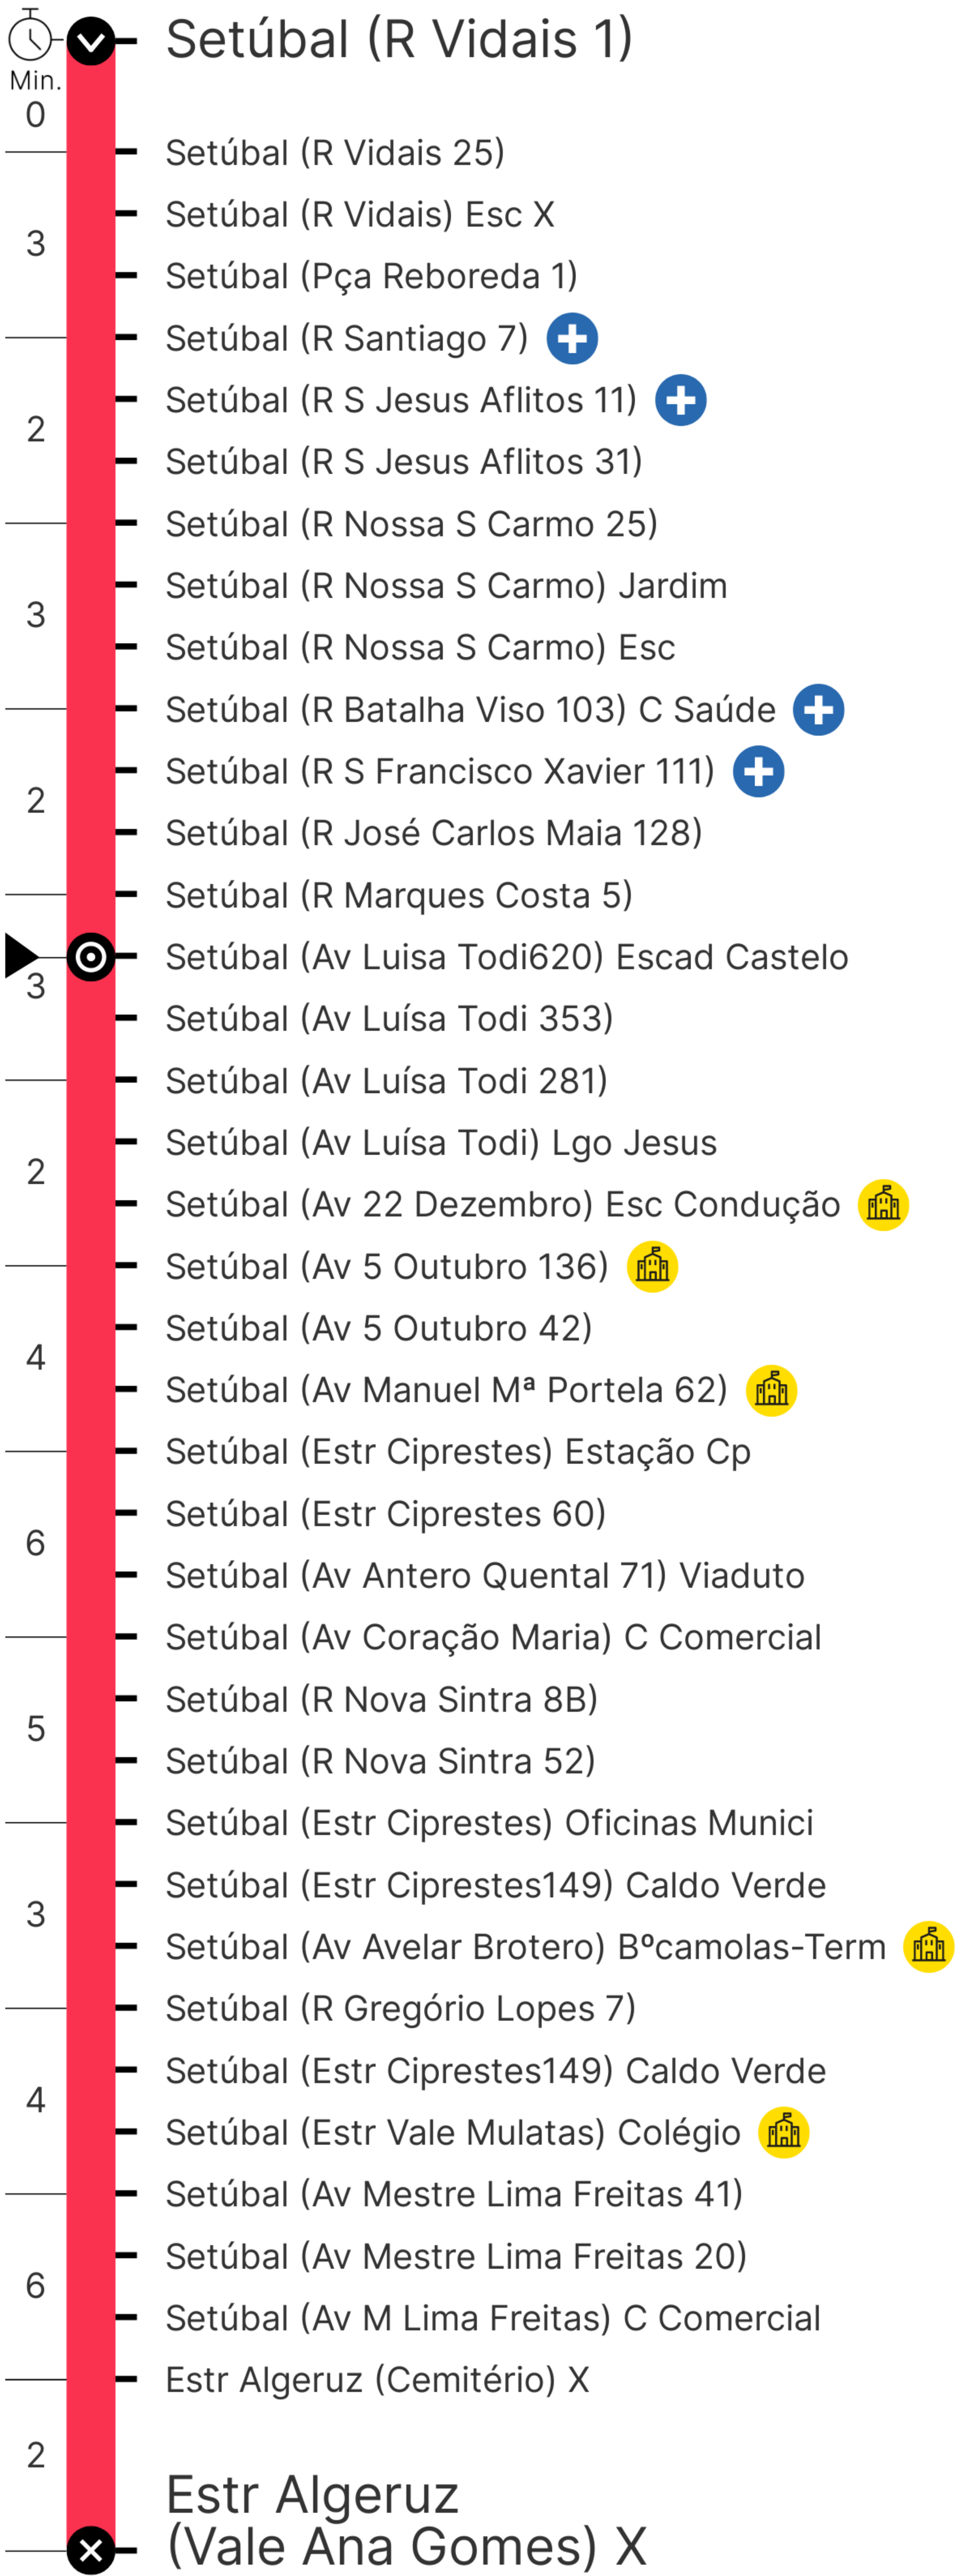 Setúbal (R Vidais 1)
Min.
0
Setúbal (R Vidais 25)
Setúbal (R Vidais) Esc X
3
Setúbal (Pça Reboreda 1)
Setúbal (R Santiago 7)
Setúbal (R S Jesus Aflitos 11)
2
Setúbal (R S Jesus Aflitos 31)
Setúbal (R Nossa S Carmo 25)
Setúbal (R Nossa S Carmo) Jardim
3
Setúbal (R Nossa S Carmo) Esc
Setúbal (R Batalha Viso 103) C Saúde
Setúbal (R S Francisco Xavier 111)
2
Setúbal (R José Carlos Maia 128)
Setúbal (R Marques Costa 5)
Setúbal (Av Luisa Todi620) Escad Castelo
3
Setúbal (Av Luísa Todi 353)
Setúbal (Av Luísa Todi 281)
Setúbal (Av Luísa Todi) Lgo Jesus
2
Setúbal (Av 22 Dezembro) Esc Condução
Setúbal (Av 5 Outubro 136)
Setúbal (Av 5 Outubro 42)
4
Setúbal (Av Manuel Mª Portela 62)
Setúbal (Estr Ciprestes) Estação Cp
Setúbal (Estr Ciprestes 60)
6
Setúbal (Av Antero Quental 71) Viaduto
Setúbal (Av Coração Maria) C Comercial
Setúbal (R Nova Sintra 8B)
5
Setúbal (R Nova Sintra 52)
Setúbal (Estr Ciprestes) Oficinas Munici
Setúbal (Estr Ciprestes149) Caldo Verde
3
Setúbal (Av Avelar Brotero) Bºcamolas-Term
Setúbal (R Gregório Lopes 7)
Setúbal (Estr Ciprestes149) Caldo Verde
4
Setúbal (Estr Vale Mulatas) Colégio
Setúbal (Av Mestre Lima Freitas 41)
Setúbal (Av Mestre Lima Freitas 20)
6
Setúbal (Av M Lima Freitas) C Comercial
Estr Algeruz (Cemitério) X
2
Estr Algeruz
(Vale Ana Gomes) X